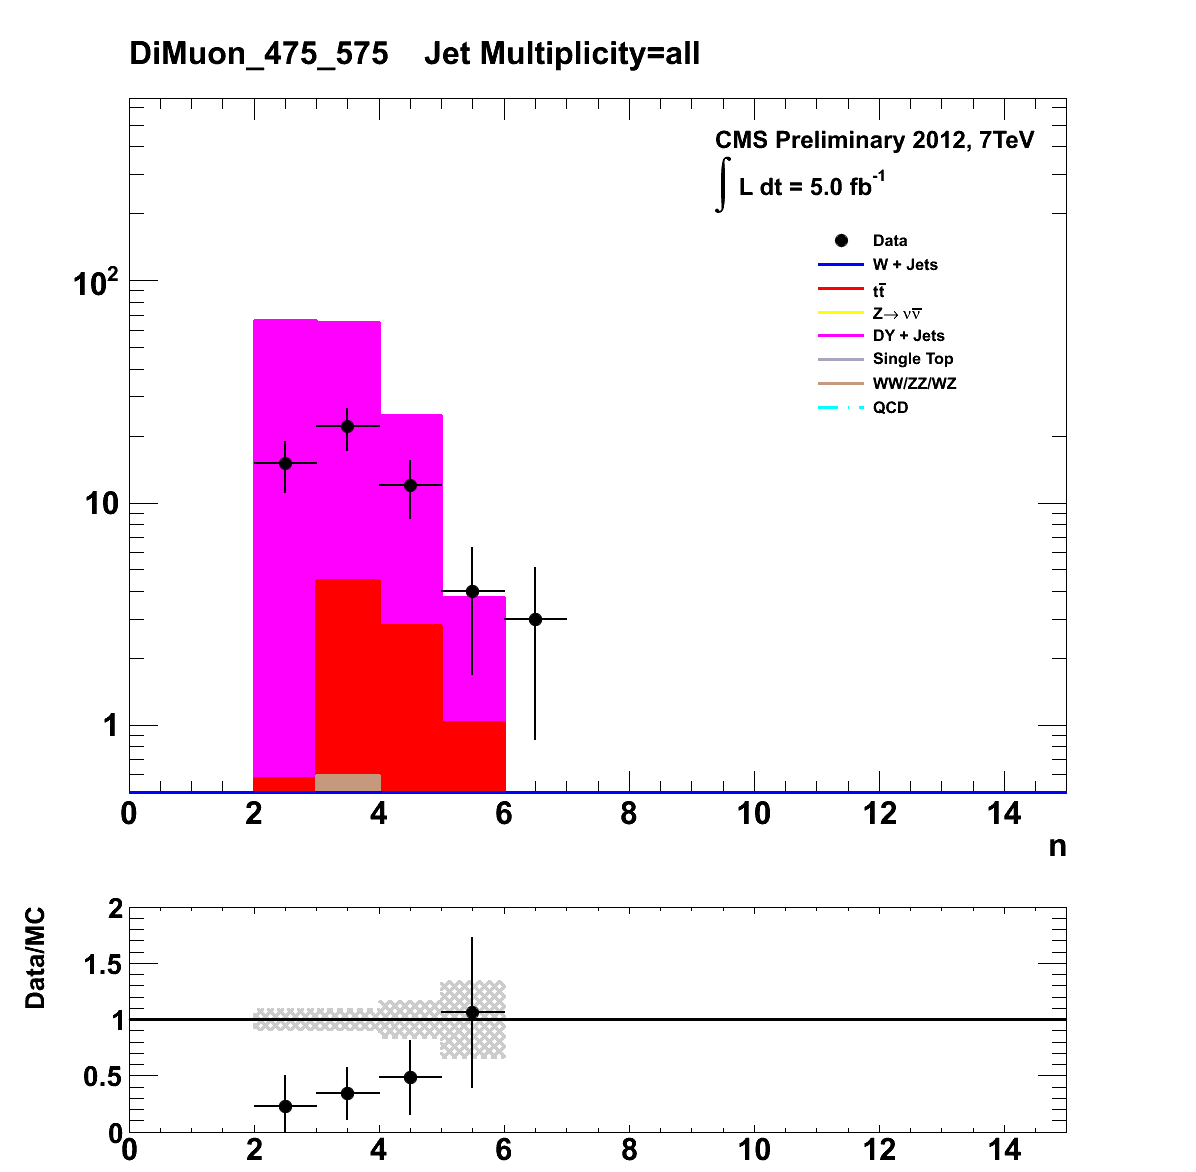 DiMuon_475_575 Jet Multiplicity=all
CMS Preliminary 2012, 7TeV
∫ L dt = 5.0 fb⁻¹
Data
W + Jets
tt̅
Z→ νν̅
DY + Jets
Single Top
WW/ZZ/WZ
QCD
10²
10
1
0 2 4 6 8 10 12 14
n
Data/MC
2
1.5
1
0.5
0
0 2 4 6 8 10 12 14